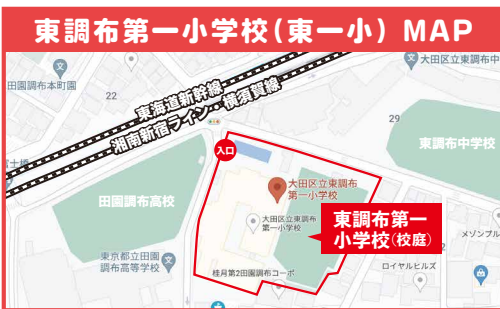 東調布第一小学校(東一小) MAP
大田区立東調布中
田園調布本町園
22
東海道新幹線
湘南新宿ライン・横須賀線
29
東調布中学校
入口
田園調布高校
大田区立東調布
第一小学校
大田区立東調布
第一小学校
東調布第一
小学校(校庭)
メゾンプル
東京都立田園
調布高等学校
桂月第2田園調布コーポ
ロイヤルヒルズ